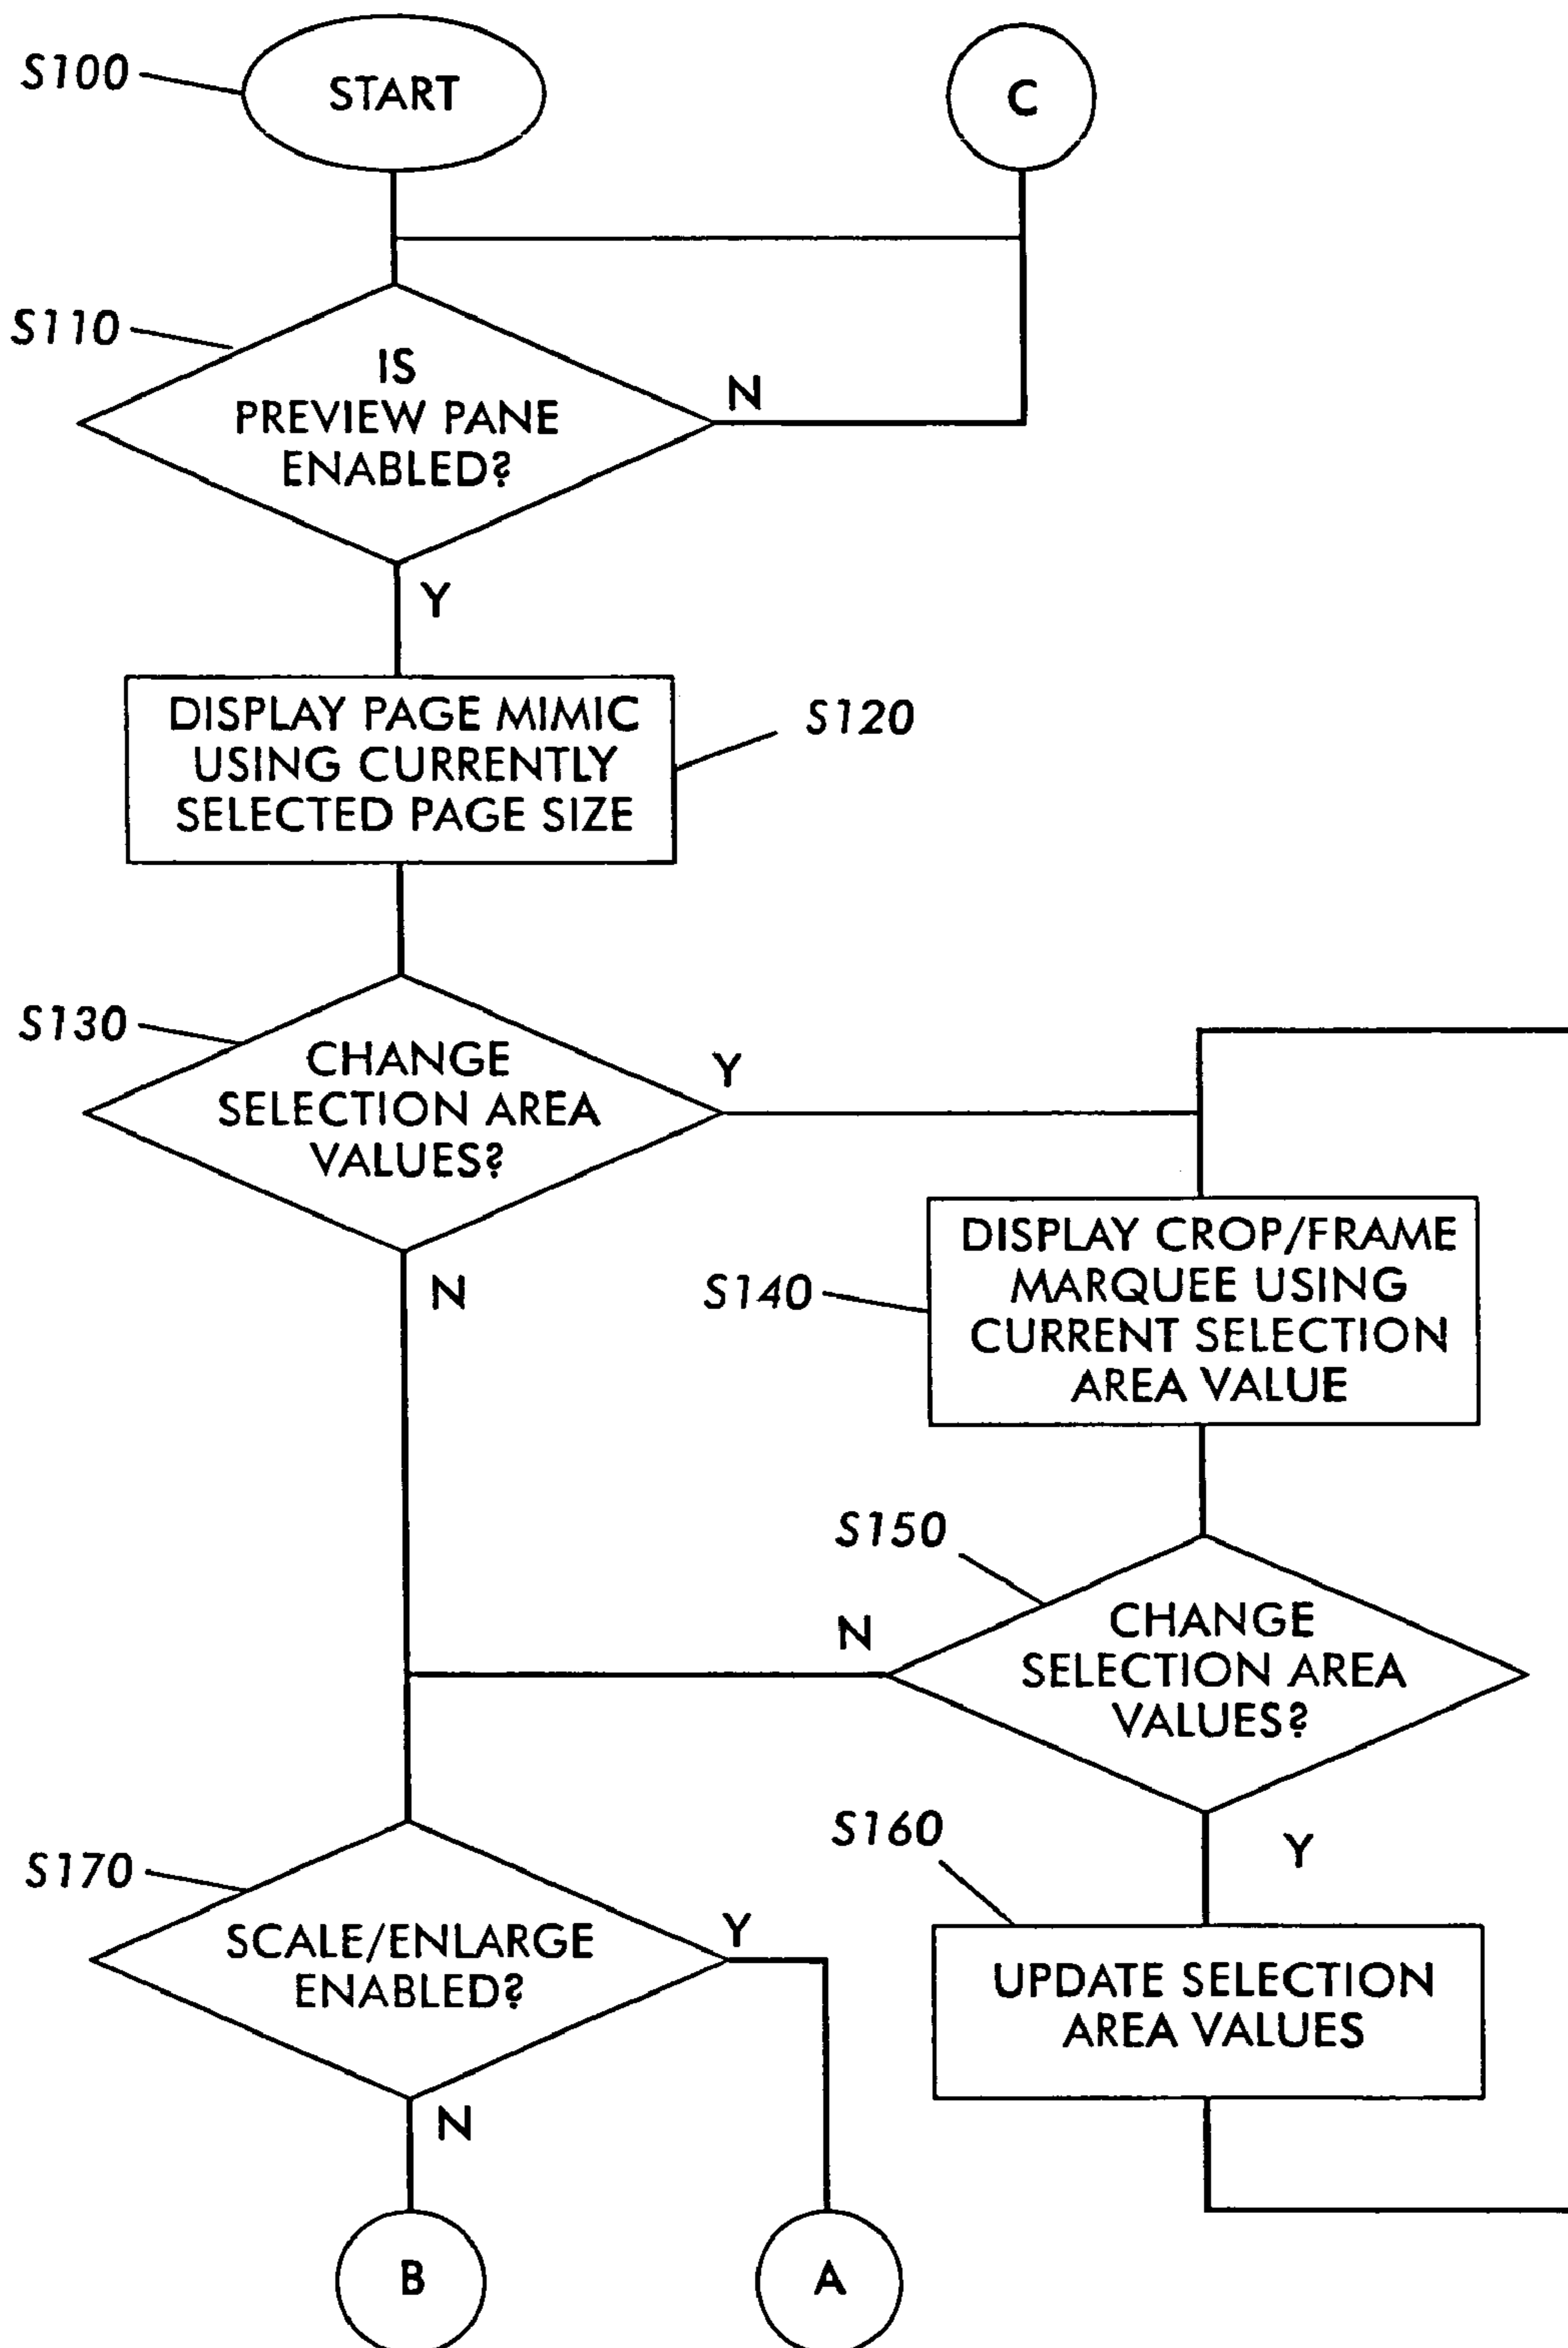 S100
START
C
S110
IS
PREVIEW PANE
ENABLED?
N
Y
DISPLAY PAGE MIMIC
USING CURRENTLY
SELECTED PAGE SIZE
S120
S130
CHANGE
SELECTION AREA
VALUES?
Y
N
S140
DISPLAY CROP/FRAME
MARQUEE USING
CURRENT SELECTION
AREA VALUE
S150
CHANGE
SELECTION AREA
VALUES?
N
Y
S160
UPDATE SELECTION
AREA VALUES
S170
SCALE/ENLARGE
ENABLED?
Y
N
B
A